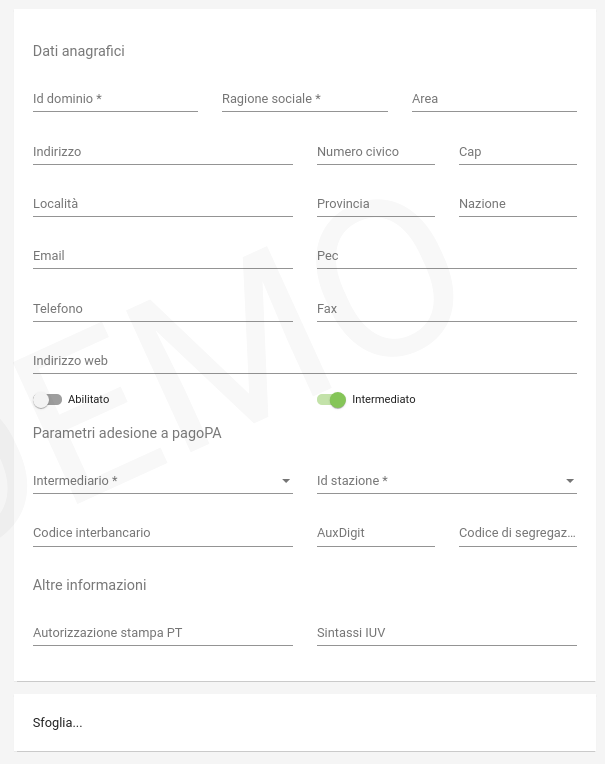 Dati anagrafici
Id dominio * Ragione sociale * Area
Indirizzo Numero civico Cap
Località Provincia Nazione
Email Pec
Telefono Fax
Indirizzo web
Abilitato Intermediato
Parametri adesione a pagoPA
Intermediario * Id stazione *
Codice interbancario AuxDigit Codice di segregaz...
Altre informazioni
Autorizzazione stampa PT Sintassi IUV
Sfoglia...
DEMO